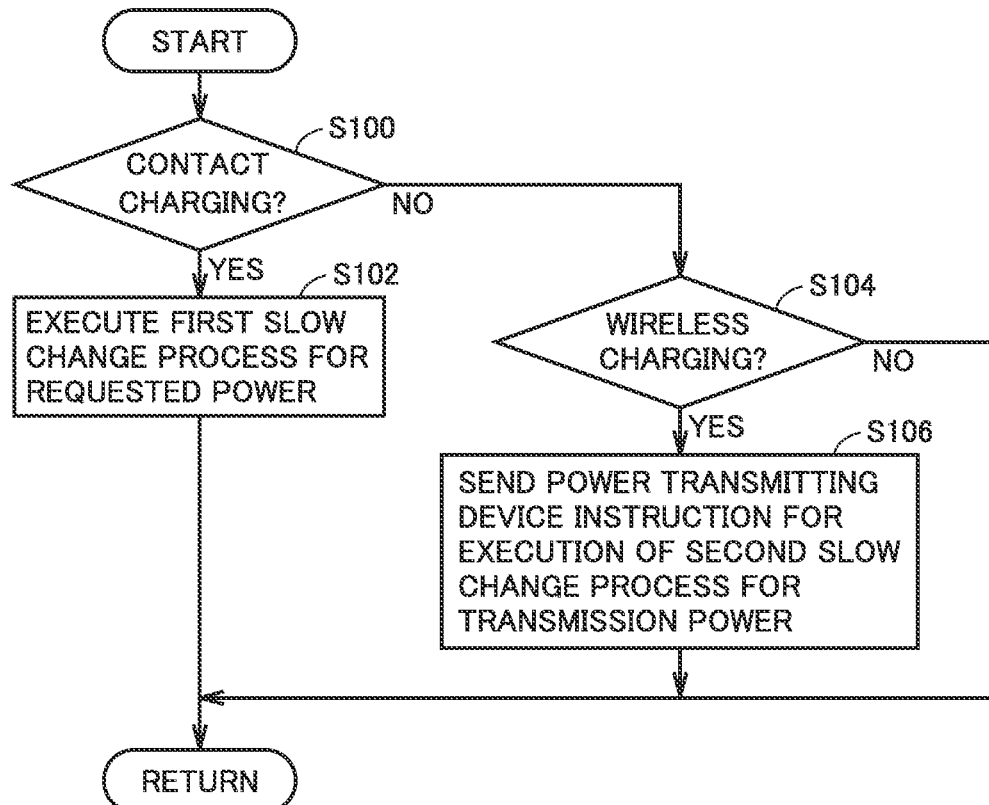 START
S100
CONTACT
CHARGING?
NO
YES
S102
EXECUTE FIRST SLOW
CHANGE PROCESS FOR
REQUESTED POWER
S104
WIRELESS
CHARGING?
NO
YES
S106
SEND POWER TRANSMITTING
DEVICE INSTRUCTION FOR
EXECUTION OF SECOND SLOW
CHANGE PROCESS FOR
TRANSMISSION POWER
RETURN